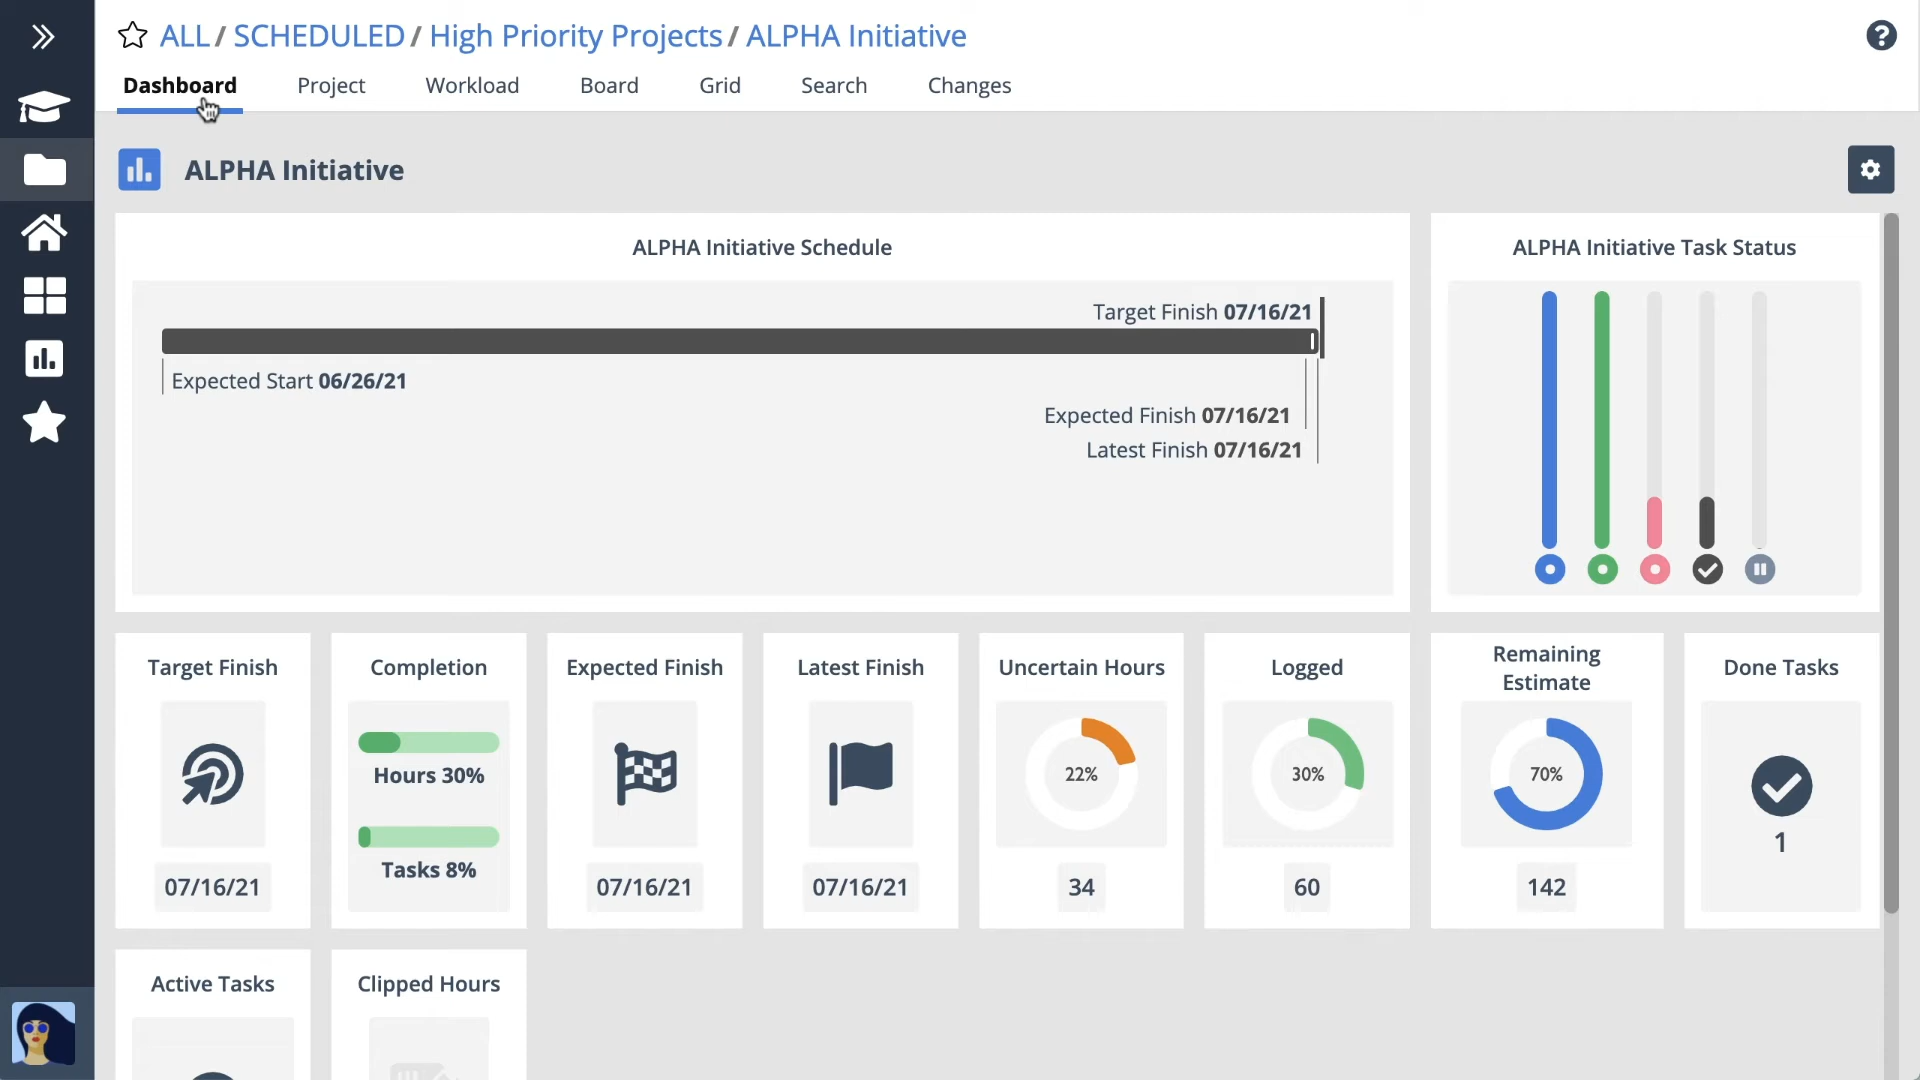 ALL / SCHEDULED / High Priority Projects / ALPHA Initiative
?
Dashboard Project Workload Board Grid Search Changes
ALPHA Initiative
ALPHA Initiative Schedule
Target Finish 07/16/21
Expected Start 06/26/21
Expected Finish 07/16/21
Latest Finish 07/16/21
ALPHA Initiative Task Status
Target Finish
07/16/21
Completion
Hours 30%
Tasks 8%
Expected Finish
07/16/21
Latest Finish
07/16/21
Uncertain Hours
22%
34
Logged
30%
60
Remaining
Estimate
70%
142
Done Tasks
1
Active Tasks
Clipped Hours